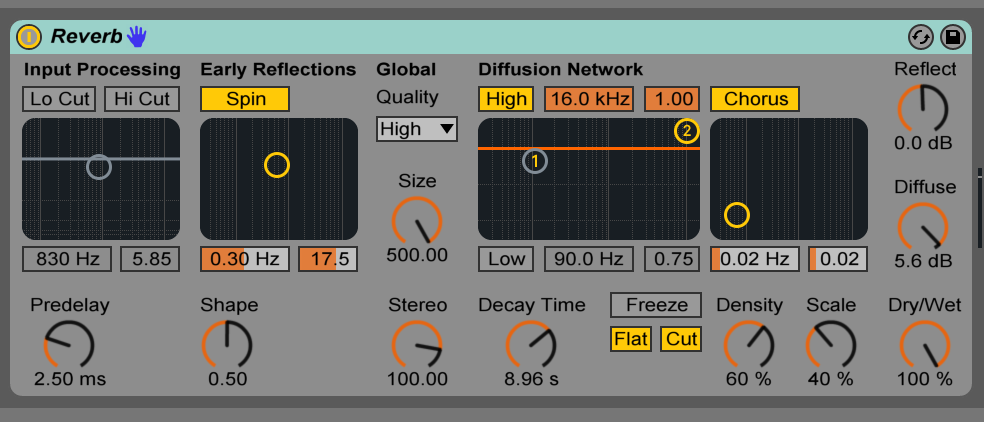 Reverb
Input Processing
Early Reflections
Global
Diffusion Network
Reflect
Lo Cut
Hi Cut
Spin
Quality
High
16.0 kHz
1.00
Chorus
High
2
1
0.0 dB
Size
Diffuse
830 Hz
5.85
0.30 Hz
17.5
500.00
Low
90.0 Hz
0.75
0.02 Hz
0.02
5.6 dB
Predelay
Shape
Stereo
Decay Time
Freeze
Density
Scale
Dry/Wet
Flat
Cut
2.50 ms
0.50
100.00
8.96 s
60 %
40 %
100 %